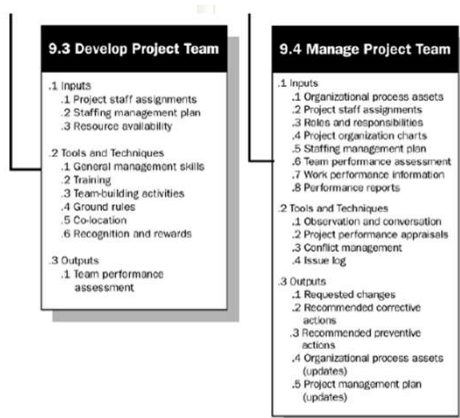 9.3 Develop Project Team
.1 Inputs
.1 Project staff assignments
.2 Staffing management plan
.3 Resource availability
.2 Tools and Techniques
.1 General management skills
.2 Training
.3 Team-building activities
.4 Ground rules
.5 Co-location
.6 Recognition and rewards
.3 Outputs
.1 Team performance
assessment
9.4 Manage Project Team
.1 Inputs
.1 Organizational process assets
.2 Project staff assignments
.3 Roles and responsibilities
.4 Project organization charts
.5 Staffing management plan
.6 Team performance assessment
.7 Work performance information
.8 Performance reports
.2 Tools and Techniques
.1 Observation and conversation
.2 Project performance appraisals
.3 Conflict management
.4 Issue log
.3 Outputs
.1 Requested changes
.2 Recommended corrective
actions
.3 Recommended preventive
actions
.4 Organizational process assets
(updates)
.5 Project management plan
(updates)